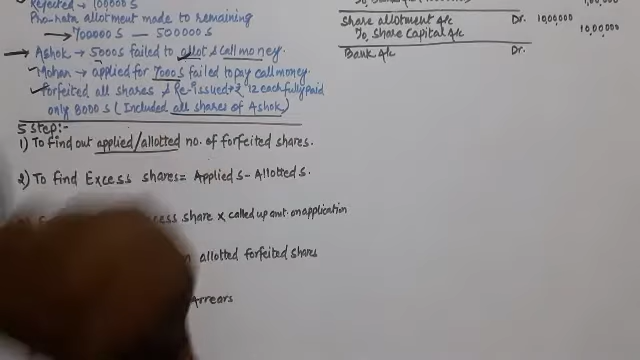 Rejected → 100000 S
Pro-rata allotment made to remaining
→ 700000 S — 500000 S
→ Ashok → 5000 S failed to allot & call money.
Mohan → applied for 7000 S failed to pay call money.
Forfeited all shares & Re-issued → ₹ 12 each fully paid
only 8000 S (Included all shares of Ashok)
5 Step:-
1) To find out applied/allotted no. of forfeited shares.
2) To find Excess shares = Applied S - Allotted S.
share × called up amt. on application
allotted forfeited shares
Arrears
Share allotment a/c Dr. 10,00,000
To Share Capital a/c 10,00,000
Bank a/c Dr.